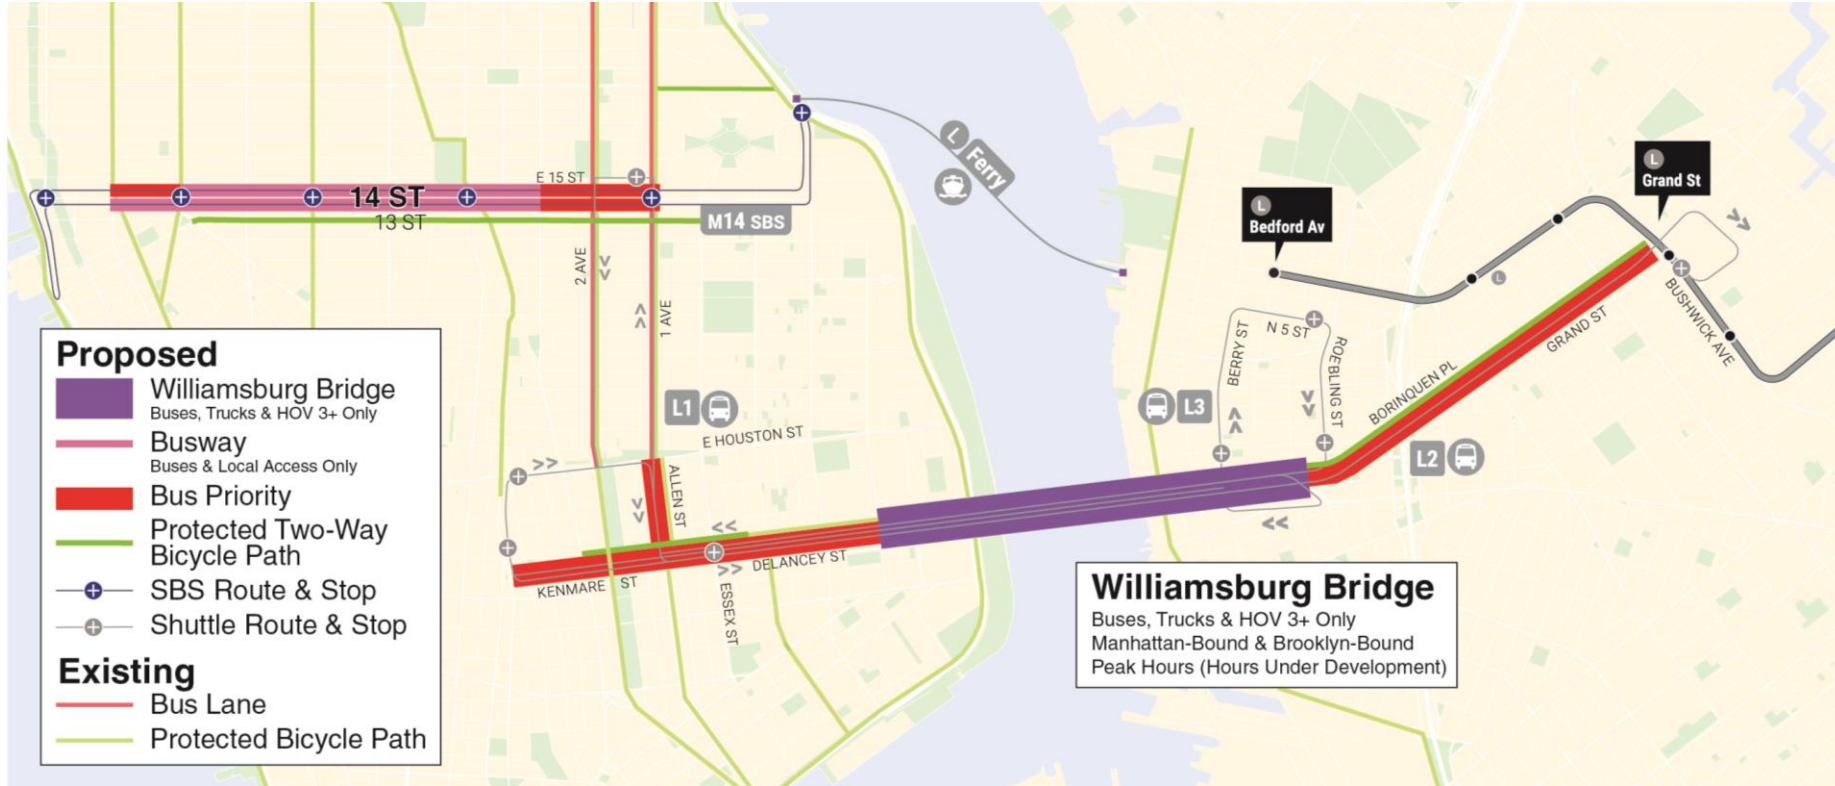 L
Ferry
E 15 ST
14 ST
13 ST
M14 SBS
2 AVE
1 AVE
L
Grand St
L
Bedford Av
L
N 5 ST
BERRY ST
ROEBLING ST
GRAND ST
BUSHWICK AVE
BORINQUEN PL
L1
L3
L2
E HOUSTON ST
ALLEN ST
DELANCEY ST
KENMARE ST
ESSEX ST
Proposed
Williamsburg Bridge
Buses, Trucks & HOV 3+ Only
Busway
Buses & Local Access Only
Bus Priority
Protected Two-Way
Bicycle Path
SBS Route & Stop
Shuttle Route & Stop
Existing
Bus Lane
Protected Bicycle Path
Williamsburg Bridge
Buses, Trucks & HOV 3+ Only
Manhattan-Bound & Brooklyn-Bound
Peak Hours (Hours Under Development)